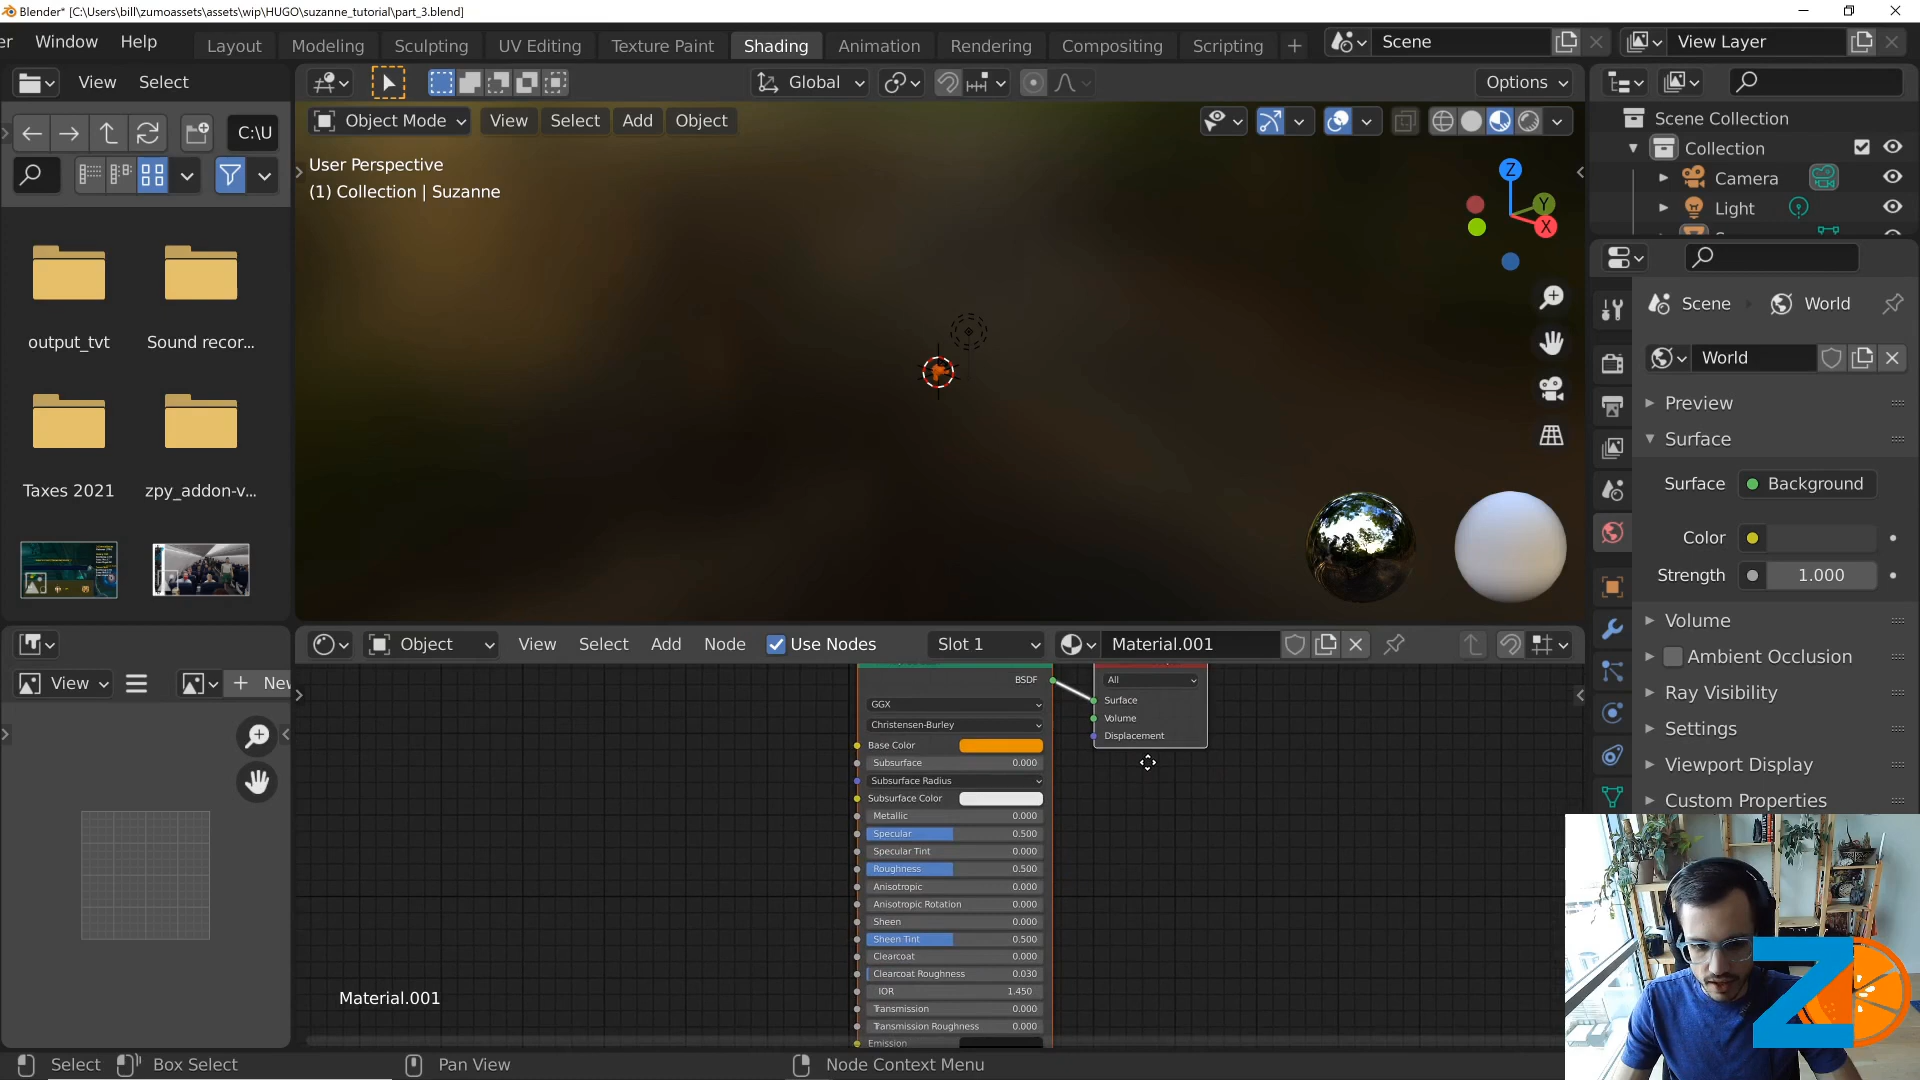 Blender* [C:\Users\bill\zumoassets\assets\wip\HUGO\suzanne_tutorial\part_3.blend]
er Window Help Layout Modeling Sculpting UV Editing Texture Paint Shading Animation Rendering Compositing Scripting + Scene View Layer
View Select Global Options
Object Mode View Select Add Object
C:\U
User Perspective
(1) Collection | Suzanne
Z
Y
X
output_tvt Sound recor...
Taxes 2021 zpy_addon-v...
Scene Collection
Collection
Camera
Light
Scene World
World
Preview
Surface
Surface Background
Color
Strength 1.000
Volume
Ambient Occlusion
Ray Visibility
Settings
Viewport Display
Custom Properties
Object View Select Add Node Use Nodes Slot 1 Material.001
View + New
BSDF
GGX
Christensen-Burley
Base Color
Subsurface 0.000
Subsurface Radius
Subsurface Color
Metallic 0.000
Specular 0.500
Specular Tint 0.000
Roughness 0.500
Anisotropic 0.000
Anisotropic Rotation 0.000
Sheen 0.000
Sheen Tint 0.500
Clearcoat 0.000
Clearcoat Roughness 0.030
IOR 1.450
Transmission 0.000
Transmission Roughness 0.000
Emission
All
Surface
Volume
Displacement
Material.001
Z
Select Box Select Pan View Node Context Menu